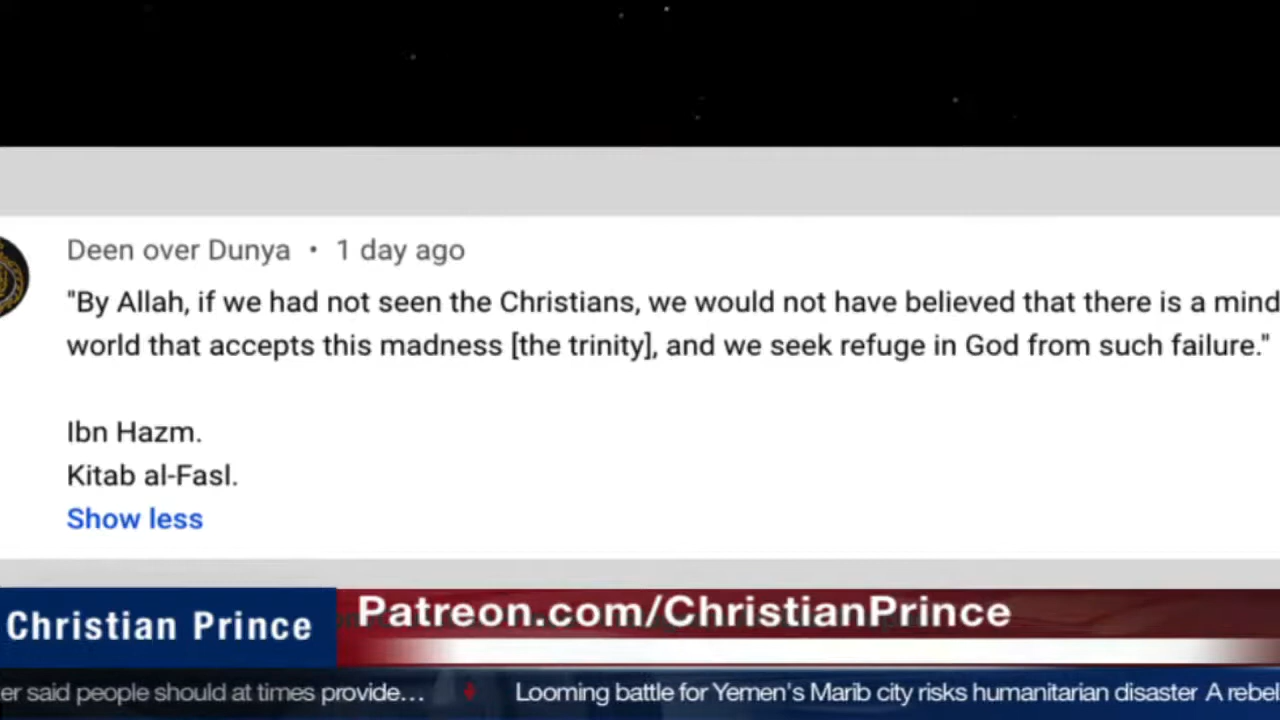 Deen over Dunya • 1 day ago
"By Allah, if we had not seen the Christians, we would not have believed that there is a mind
world that accepts this madness [the trinity], and we seek refuge in God from such failure."
Ibn Hazm.
Kitab al-Fasl.
Show less
Christian Prince
Patreon.com/ChristianPrince
er said people should at times provide… Looming battle for Yemen's Marib city risks humanitarian disaster A rebel